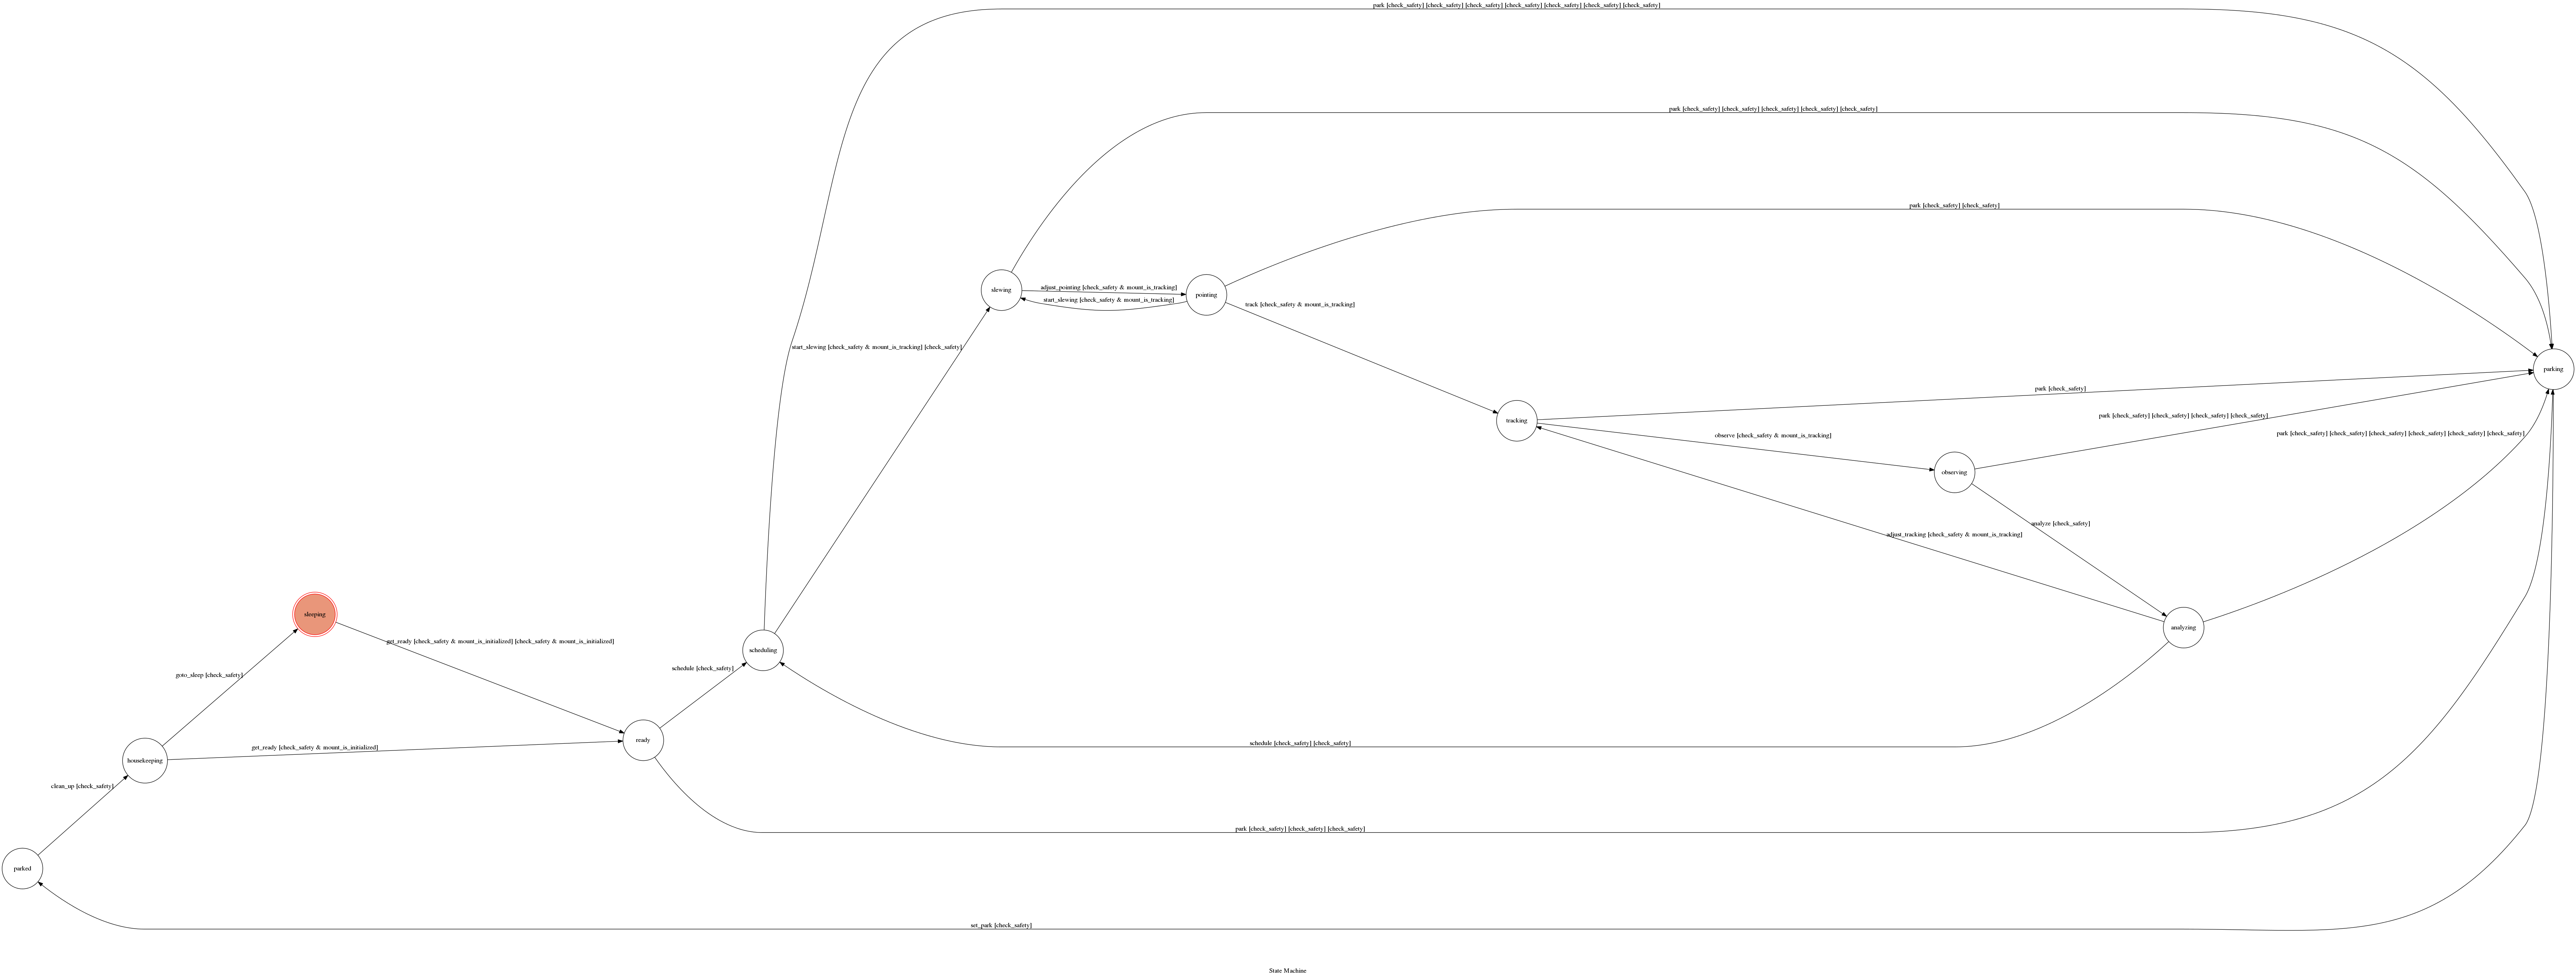 park [check_safety] [check_safety] [check_safety] [check_safety] [check_safety] [check_safety] [check_safety]
park [check_safety] [check_safety] [check_safety] [check_safety] [check_safety]
park [check_safety] [check_safety]
slewing
adjust_pointing [check_safety & mount_is_tracking]
pointing
start_slewing [check_safety & mount_is_tracking]
track [check_safety & mount_is_tracking]
start_slewing [check_safety & mount_is_tracking] [check_safety]
parking
park [check_safety]
park [check_safety] [check_safety] [check_safety] [check_safety]
tracking
observe [check_safety & mount_is_tracking]
park [check_safety] [check_safety] [check_safety] [check_safety] [check_safety] [check_safety]
observing
analyze [check_safety]
adjust_tracking [check_safety & mount_is_tracking]
sleeping
analyzing
get_ready [check_safety & mount_is_initialized] [check_safety & mount_is_initialized]
scheduling
schedule [check_safety]
goto_sleep [check_safety]
ready
schedule [check_safety] [check_safety]
get_ready [check_safety & mount_is_initialized]
housekeeping
clean_up [check_safety]
park [check_safety] [check_safety] [check_safety]
parked
set_park [check_safety]
State Machine